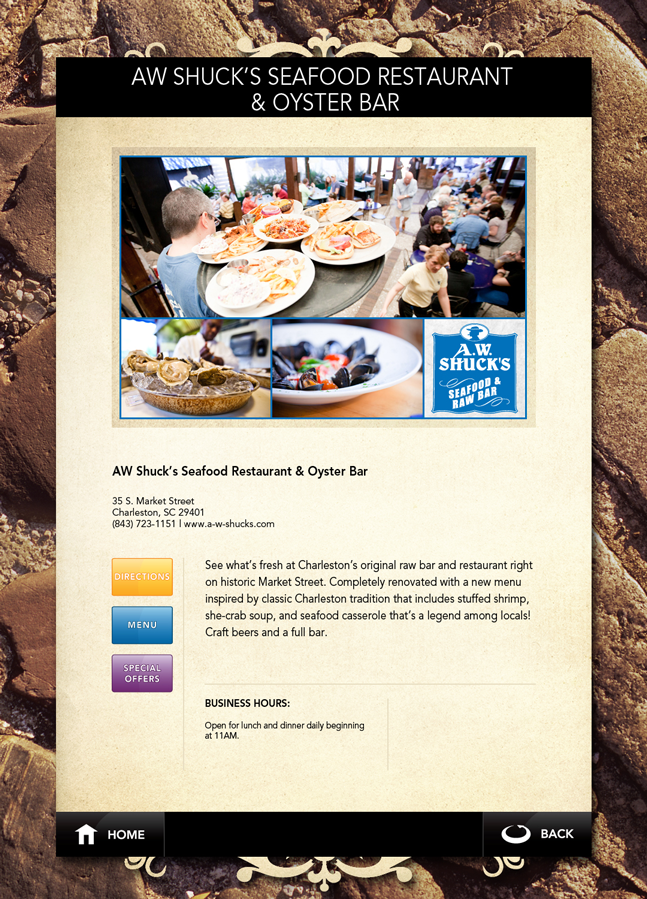 AW SHUCK'S SEAFOOD RESTAURANT
& OYSTER BAR
A.W.
SHUCK'S
SEAFOOD &
RAW BAR
AW Shuck's Seafood Restaurant & Oyster Bar
35 S. Market Street
Charleston, SC 29401
(843) 723-1151 | www.a-w-shucks.com
DIRECTIONS
MENU
SPECIAL
OFFERS
See what's fresh at Charleston's original raw bar and restaurant right
on historic Market Street. Completely renovated with a new menu
inspired by classic Charleston tradition that includes stuffed shrimp,
she-crab soup, and seafood casserole that's a legend among locals!
Craft beers and a full bar.
BUSINESS HOURS:
Open for lunch and dinner daily beginning
at 11AM.
HOME
BACK